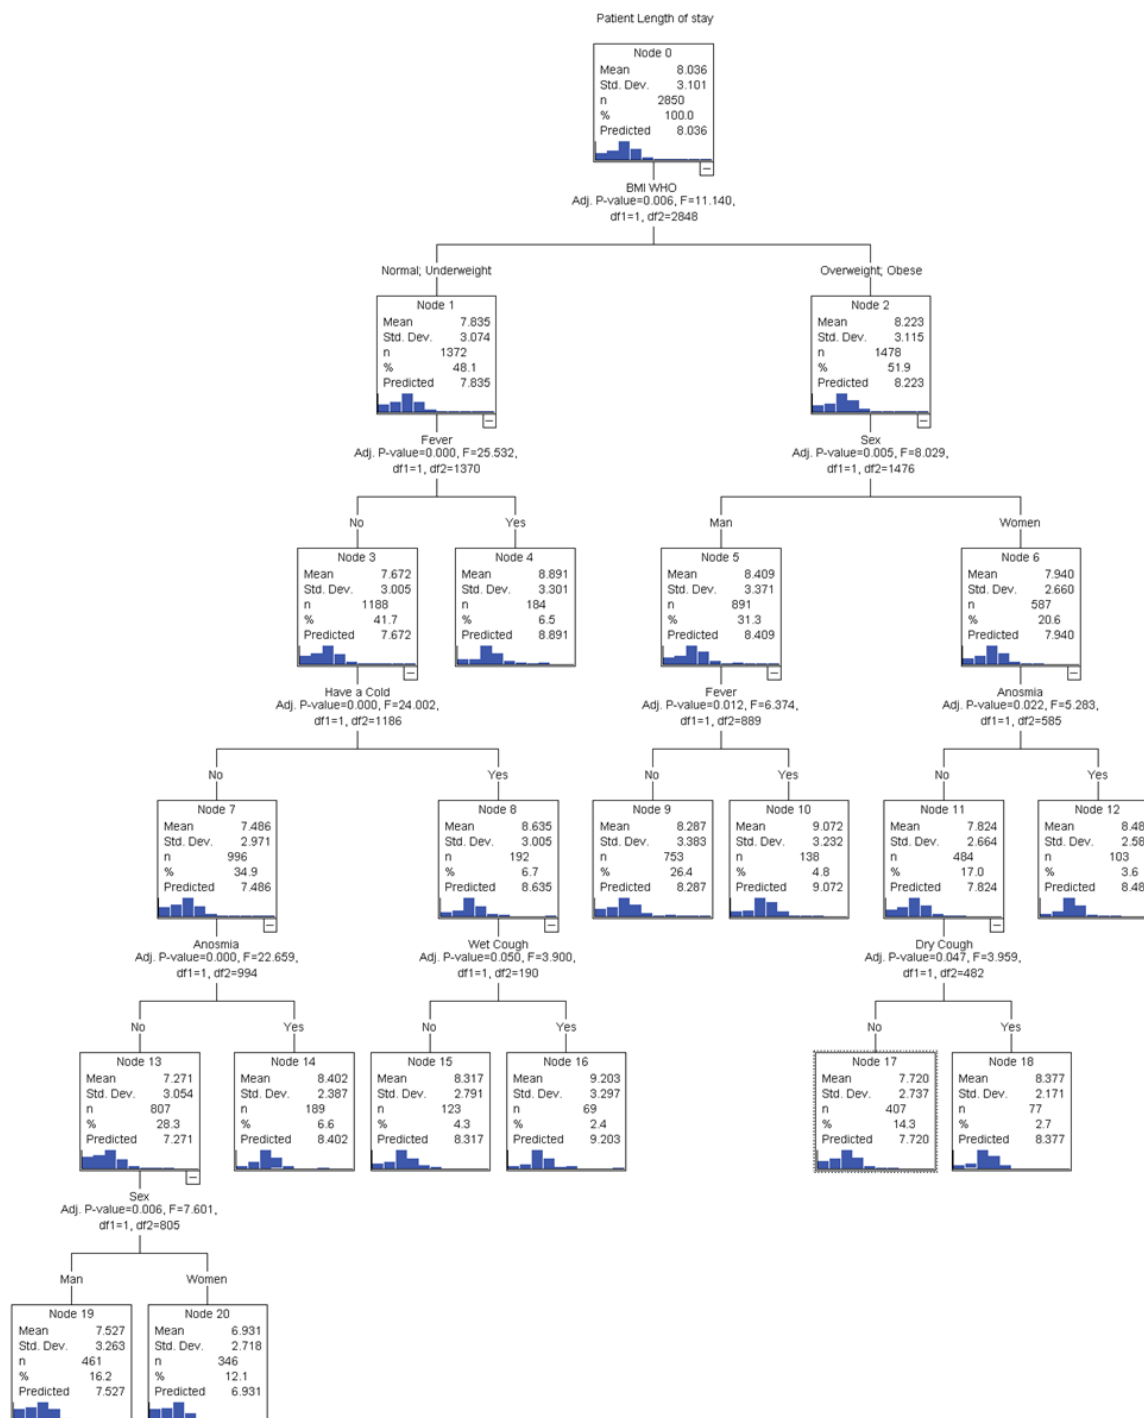 Patient Length of stay
Node 0
Mean 8.036
Std. Dev. 3.101
n 2850
% 100.0
Predicted 8.036
BMI WHO
Adj. P-value=0.006, F=11.140,
df1=1, df2=2848
Normal; Underweight
Overweight; Obese
Node 1
Mean 7.835
Std. Dev. 3.074
n 1372
% 48.1
Predicted 7.835
Node 2
Mean 8.223
Std. Dev. 3.115
n 1478
% 51.9
Predicted 8.223
Fever
Adj. P-value=0.000, F=25.532,
df1=1, df2=1370
Sex
Adj. P-value=0.005, F=8.029,
df1=1, df2=1476
No
Yes
Man
Women
Node 3
Mean 7.672
Std. Dev. 3.005
n 1188
% 41.7
Predicted 7.672
Node 4
Mean 8.891
Std. Dev. 3.301
n 184
% 6.5
Predicted 8.891
Node 5
Mean 8.409
Std. Dev. 3.371
n 891
% 31.3
Predicted 8.409
Node 6
Mean 7.940
Std. Dev. 2.660
n 587
% 20.6
Predicted 7.940
Have a Cold
Adj. P-value=0.000, F=24.002,
df1=1, df2=1186
Fever
Adj. P-value=0.012, F=6.374,
df1=1, df2=889
Anosmia
Adj. P-value=0.022, F=5.283,
df1=1, df2=585
No
Yes
No
Yes
No
Yes
Node 7
Mean 7.486
Std. Dev. 2.971
n 996
% 34.9
Predicted 7.486
Node 8
Mean 8.635
Std. Dev. 3.005
n 192
% 6.7
Predicted 8.635
Node 9
Mean 8.287
Std. Dev. 3.383
n 753
% 26.4
Predicted 8.287
Node 10
Mean 9.072
Std. Dev. 3.232
n 138
% 4.8
Predicted 9.072
Node 11
Mean 7.824
Std. Dev. 2.664
n 484
% 17.0
Predicted 7.824
Node 12
Mean 8.48
Std. Dev. 2.58
n 103
% 3.6
Predicted 8.48
Anosmia
Adj. P-value=0.000, F=22.659,
df1=1, df2=994
Wet Cough
Adj. P-value=0.050, F=3.900,
df1=1, df2=190
Dry Cough
Adj. P-value=0.047, F=3.959,
df1=1, df2=482
No
Yes
No
Yes
No
Yes
Node 13
Mean 7.271
Std. Dev. 3.054
n 807
% 28.3
Predicted 7.271
Node 14
Mean 8.402
Std. Dev. 2.387
n 189
% 6.6
Predicted 8.402
Node 15
Mean 8.317
Std. Dev. 2.791
n 123
% 4.3
Predicted 8.317
Node 16
Mean 9.203
Std. Dev. 3.297
n 69
% 2.4
Predicted 9.203
Node 17
Mean 7.720
Std. Dev. 2.737
n 407
% 14.3
Predicted 7.720
Node 18
Mean 8.377
Std. Dev. 2.171
n 77
% 2.7
Predicted 8.377
Sex
Adj. P-value=0.006, F=7.601,
df1=1, df2=805
Man
Women
Node 19
Mean 7.527
Std. Dev. 3.263
n 461
% 16.2
Predicted 7.527
Node 20
Mean 6.931
Std. Dev. 2.718
n 346
% 12.1
Predicted 6.931